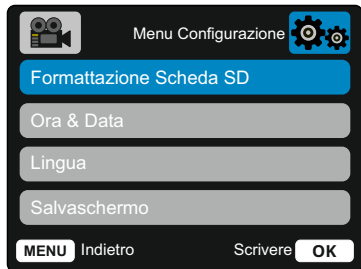 Menu Configurazione
Formattazione Scheda SD
Ora & Data
Lingua
Salvaschermo
MENU Indietro Scrivere OK